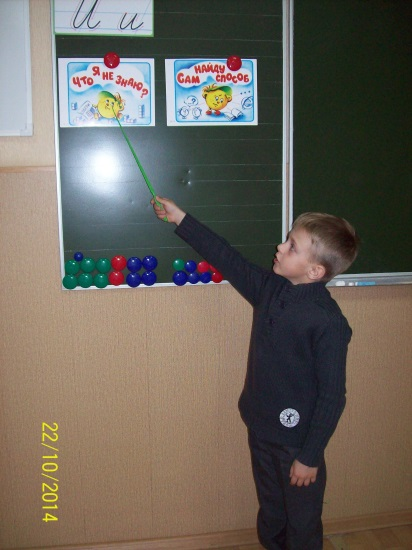 И и
ЧТО Я НЕ ЗНАЮ?
НАЙДУ
САМ СПОСОБ
22/10/2014